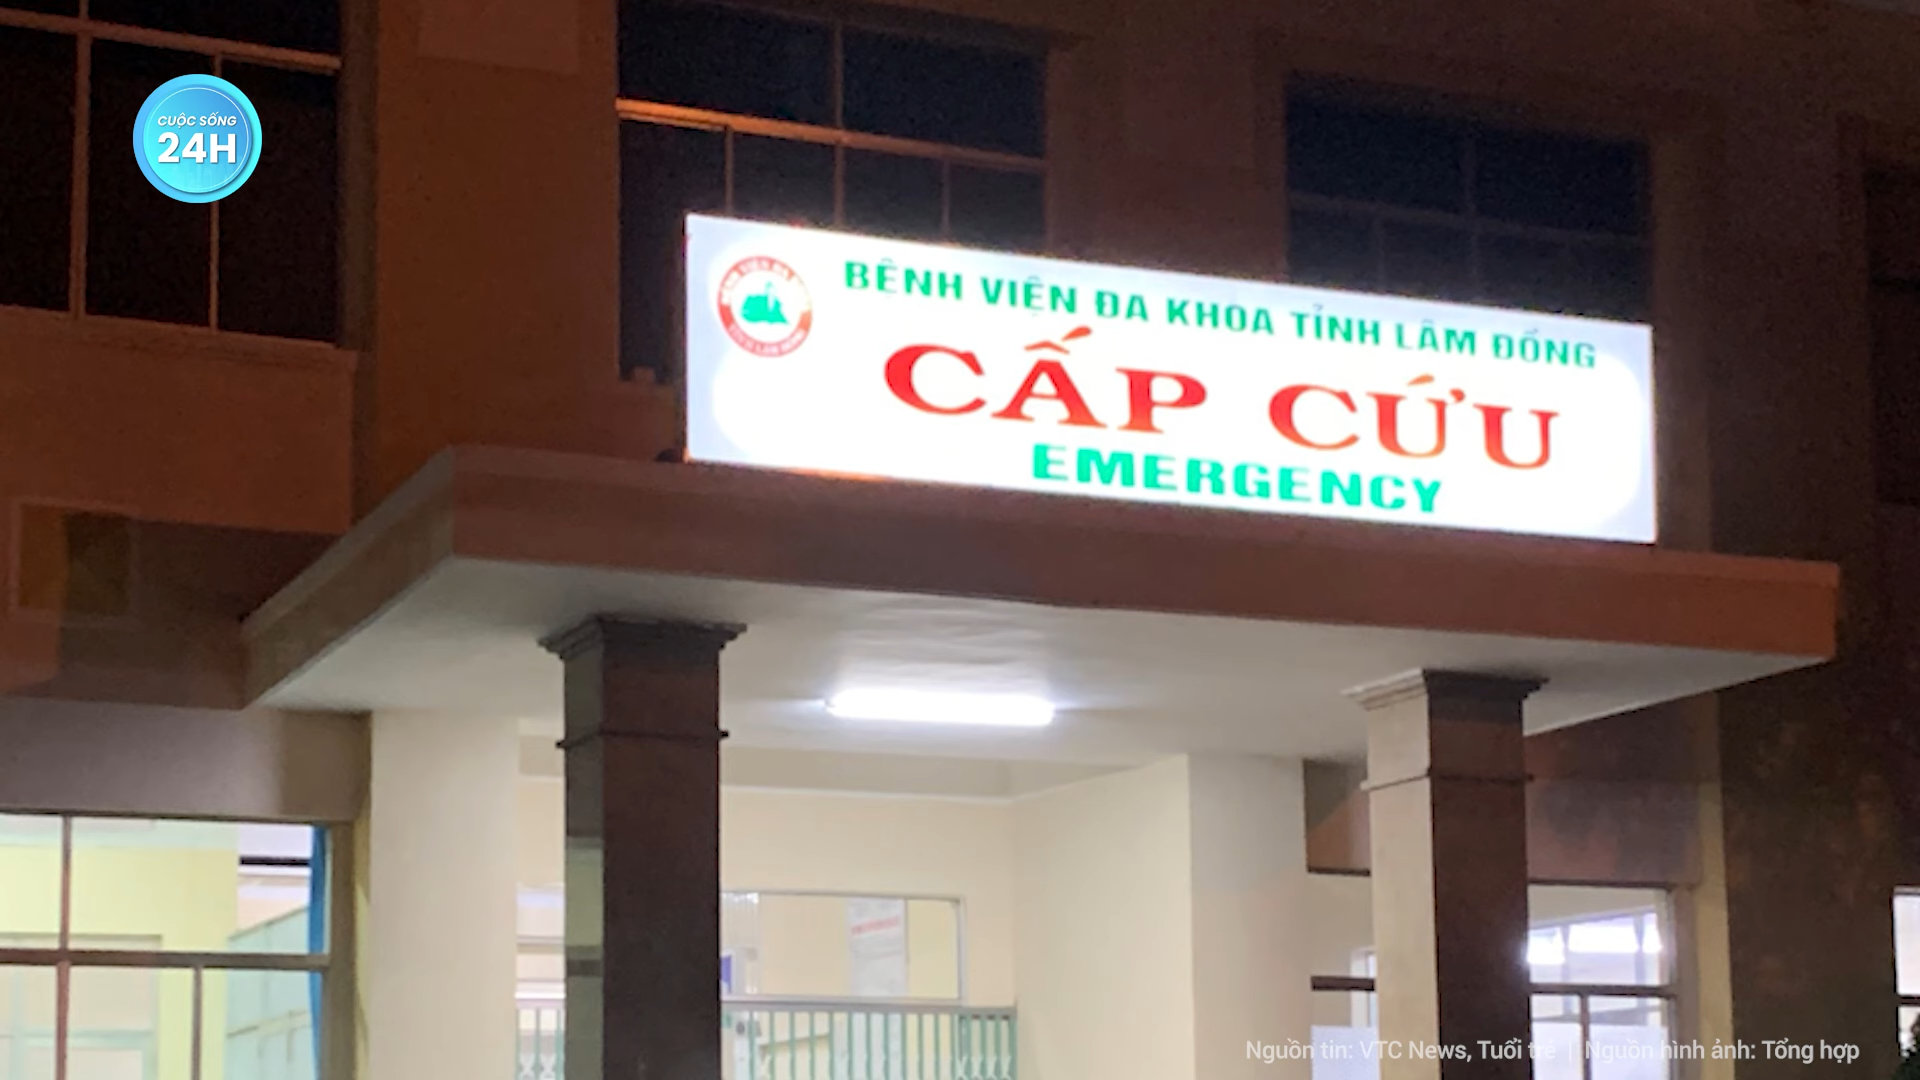 CUỘC SỐNG
24H
BỆNH VIỆN ĐA KHOA TỈNH LÂM ĐỒNG
CẤP CỨU
EMERGENCY
Nguồn tin: VTC News, Tuổi trẻ | Nguồn hình ảnh: Tổng hợp